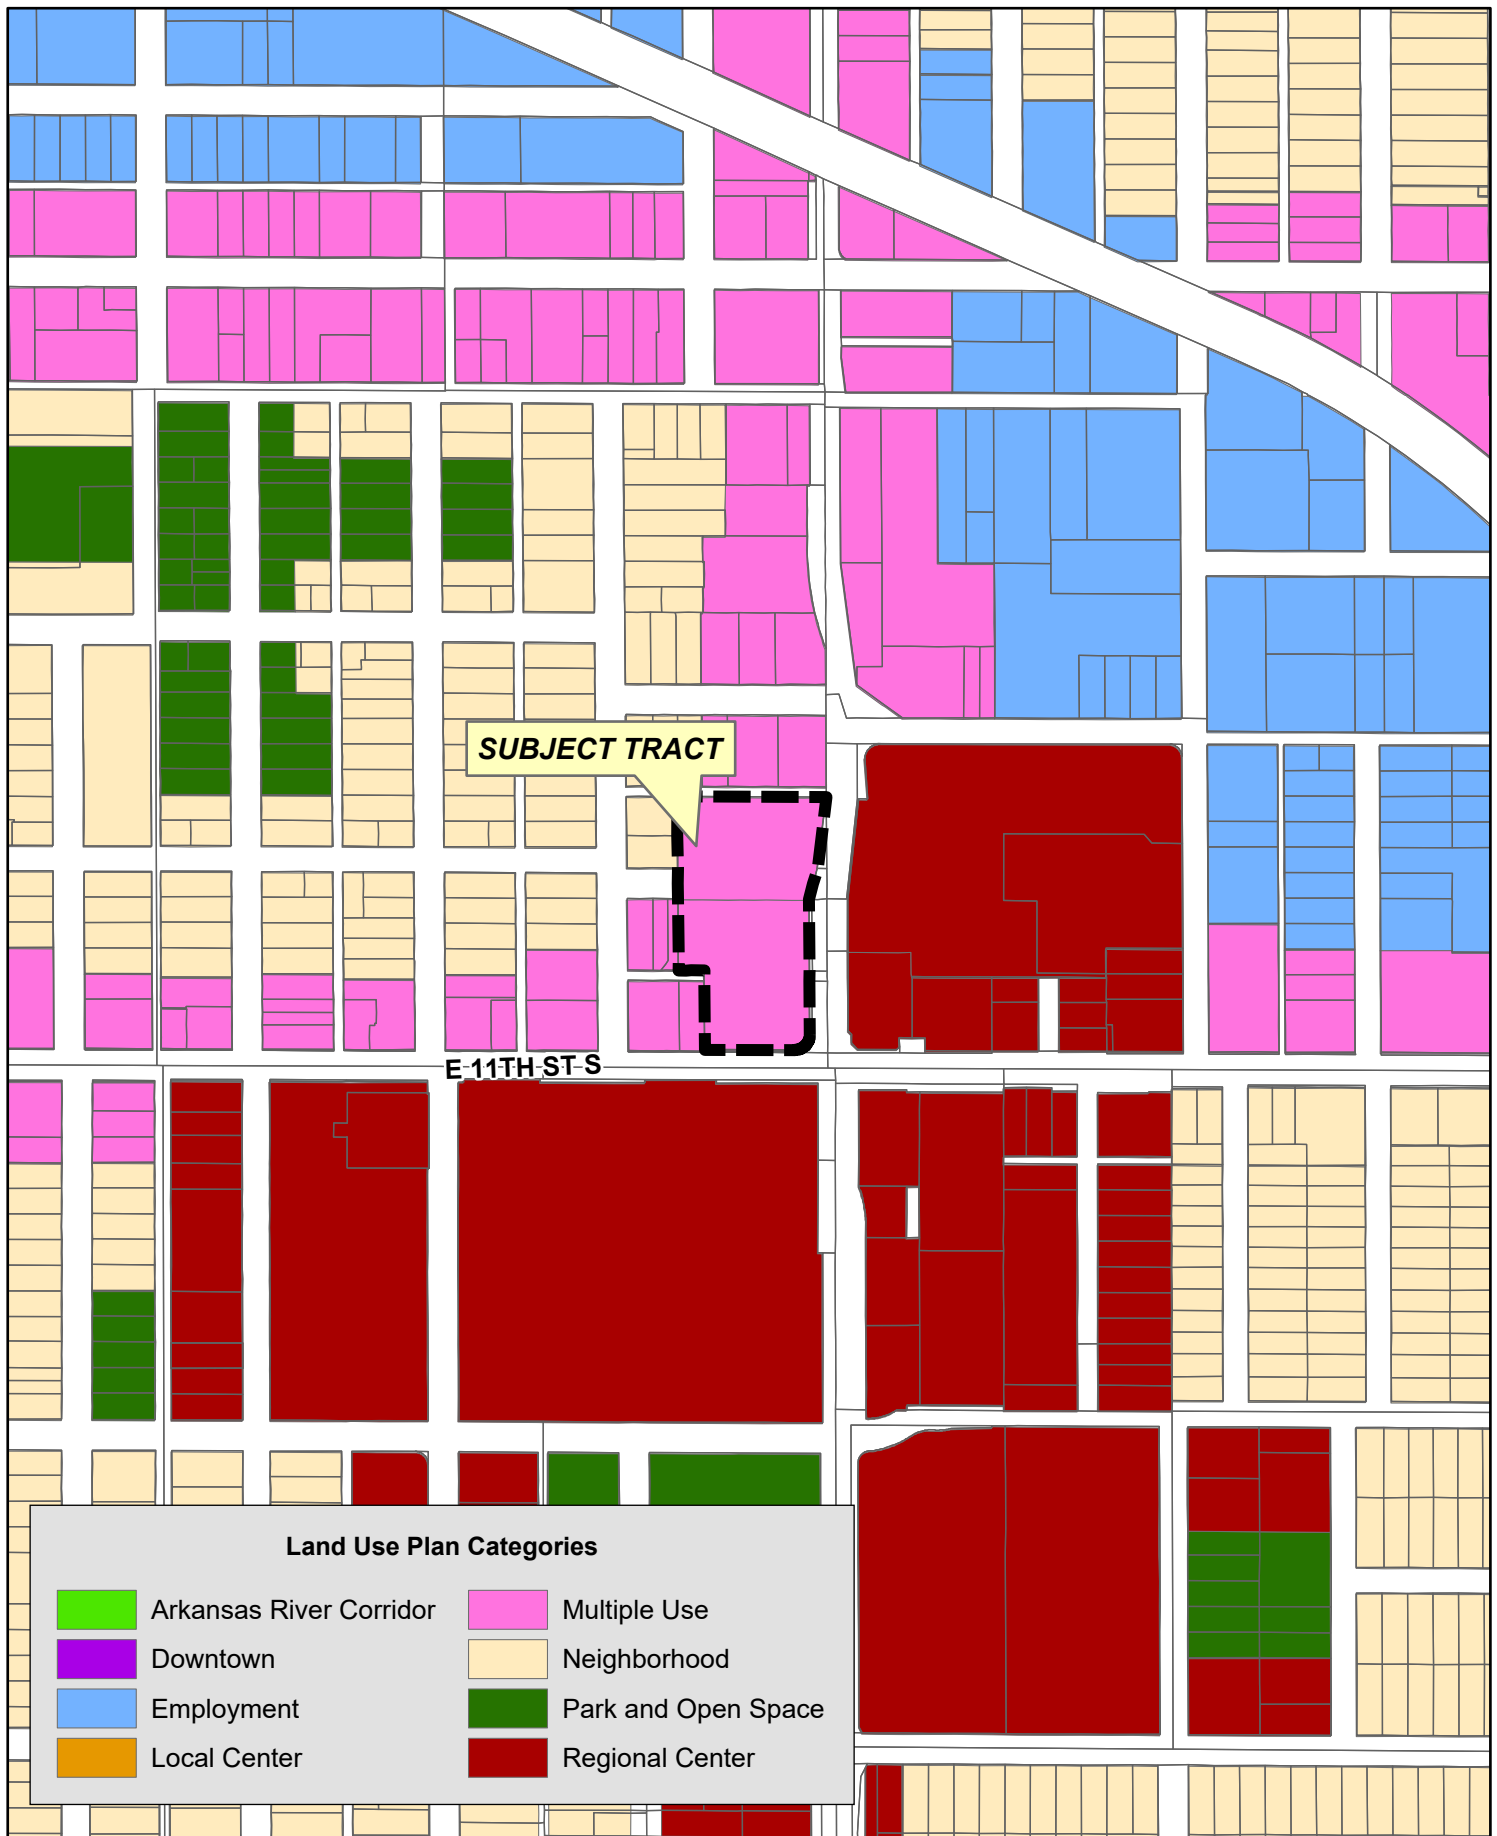 SUBJECT TRACT
E 11TH ST S
Land Use Plan Categories
Arkansas River Corridor
Downtown
Employment
Local Center
Multiple Use
Neighborhood
Park and Open Space
Regional Center